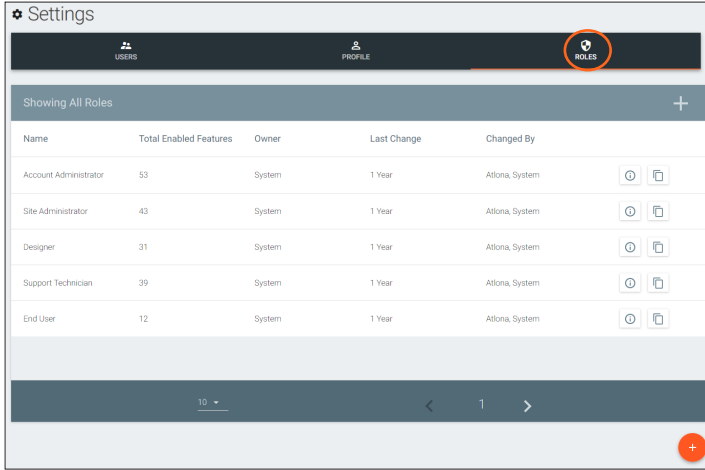 Settings
USERS PROFILE ROLES
Showing All Roles +
Name Total Enabled Features Owner Last Change Changed By
Account Administrator 53 System 1 Year Atlona, System
Site Administrator 43 System 1 Year Atlona, System
Designer 31 System 1 Year Atlona, System
Support Technician 39 System 1 Year Atlona, System
End User 12 System 1 Year Atlona, System
10 1
+